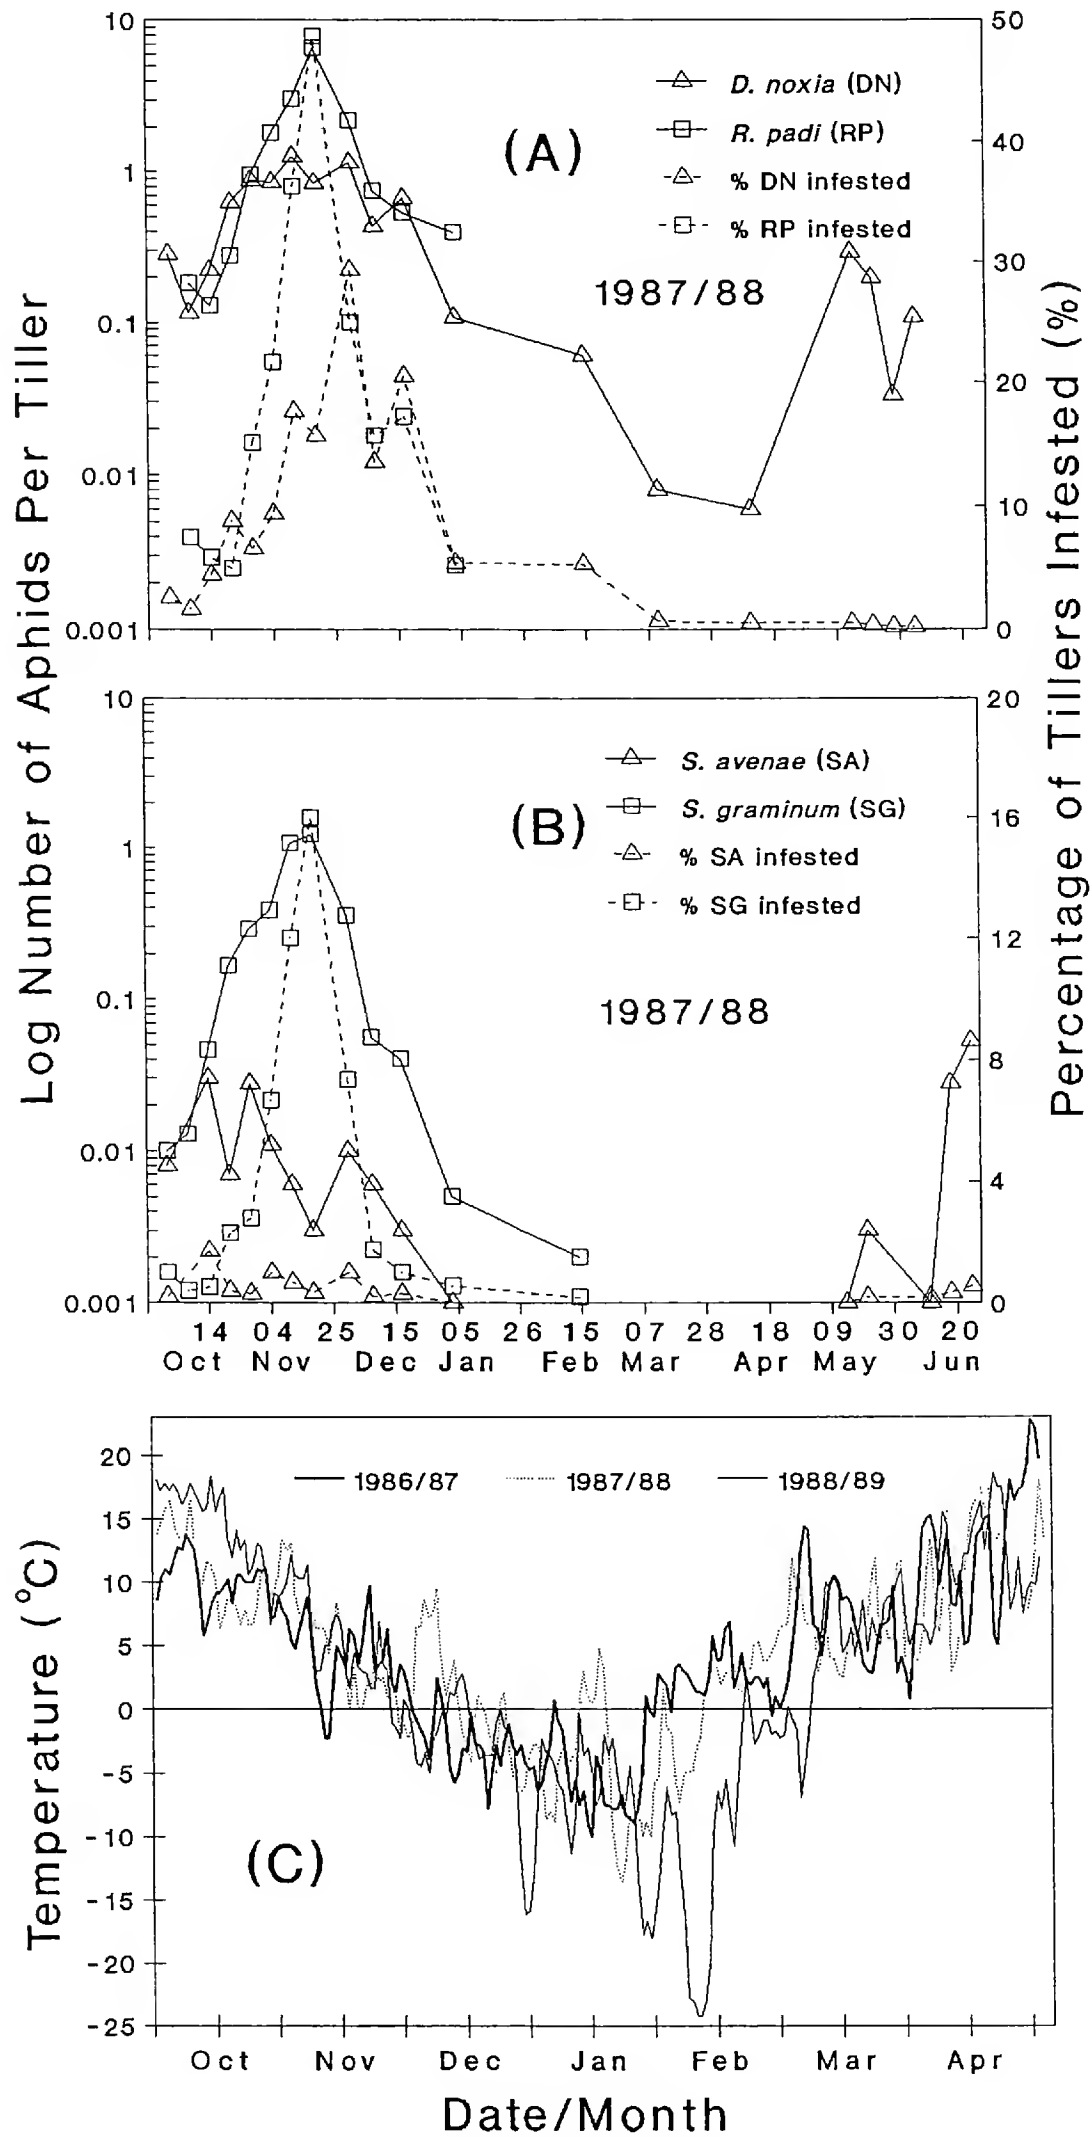 Log Number of Aphids Per Tiller
Percentage of Tillers Infested (%)
10
1
0.1
0.01
0.001
50
40
30
20
10
0
(A)
D. noxia (DN)
R. padi (RP)
% DN infested
% RP infested
1987/88
10
1
0.1
0.01
0.001
20
16
12
8
4
0
(B)
S. avenae (SA)
S. graminum (SG)
% SA infested
% SG infested
1987/88
14 04 25 15 05 26 15 07 28 18 09 30 20
Oct Nov Dec Jan Feb Mar Apr May Jun
Temperature (°C)
20
15
10
5
0
-5
-10
-15
-20
-25
1986/87 1987/88 1988/89
(C)
Oct Nov Dec Jan Feb Mar Apr
Date/Month